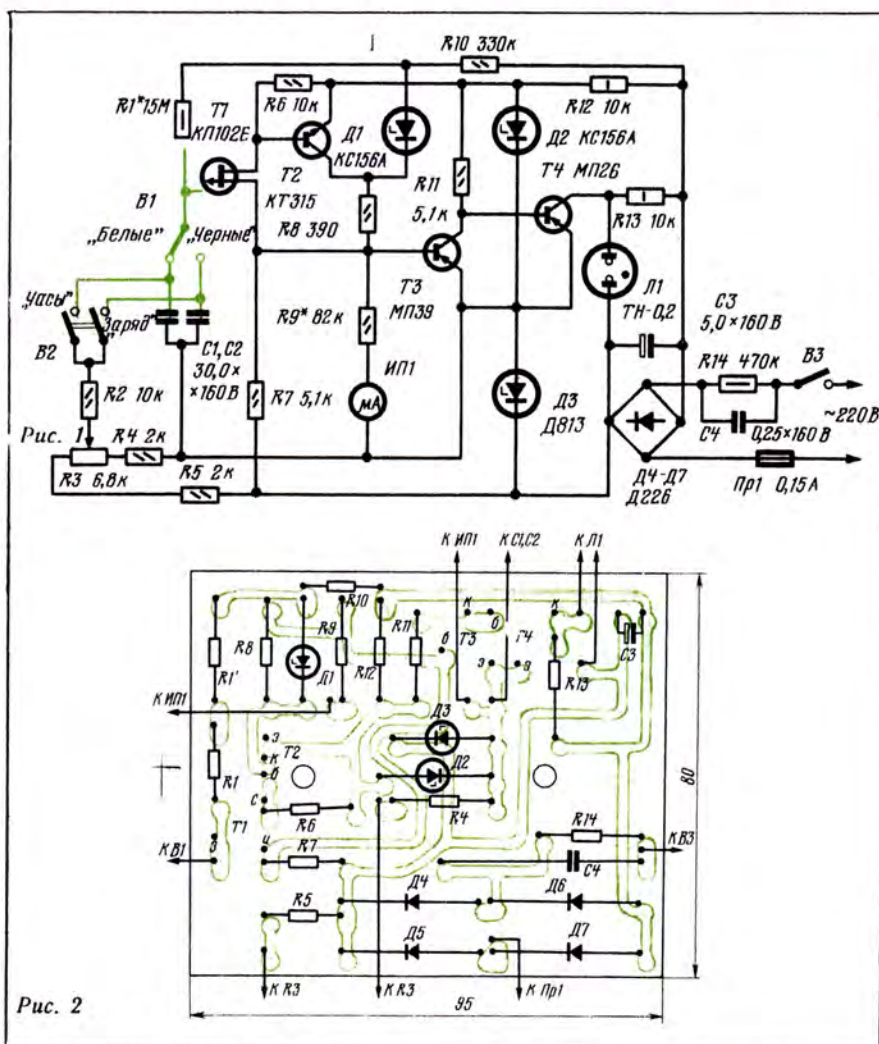 R10 330к
R1*15М
Т1
КП102Е
R6 10к
Д1
КС156А
R12 10к
Д2 КС156А
Т2
КТ315
R11
5,1к
Т4 МП26
R13 10к
В1
„Белые”
„Черные”
R8 390
Т3
МП39
Л1
ТН-0,2
С3
5,0×160 В
„Часы”
„Заряд”
С1,С2
30,0×
×160 В
R9* 82к
ИП1
мА
R14 470к
В3
В2
R2 10к
R7 5,1к
Д3
Д813
~220 В
С4
0,25×160 В
Рис. 1
R4 2к
R3 6,8к
R5 2к
Д4-Д7
Д226
Пр1 0,15А
К ИП1
К С1,С2
К Л1
R10
R1'
R8
Д1
R9
R12
R11
к
б
Т3
б
э
Т4
э
к
R13
С3
К ИП1
Д3
Д2
э
Т2
к
б
R1
с
R6
R4
Т1
з
и
R7
R14
С4
К В1
К В3
80
Д4
Д6
R5
Д5
Д7
К R3
К R3
К Пр1
95
Рис. 2